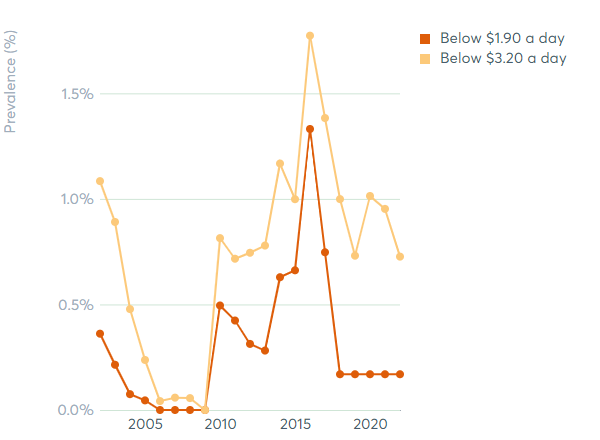 Prevalence (%)
Below $1.90 a day
Below $3.20 a day
1.5%
1.0%
0.5%
0.0%
2005 2010 2015 2020